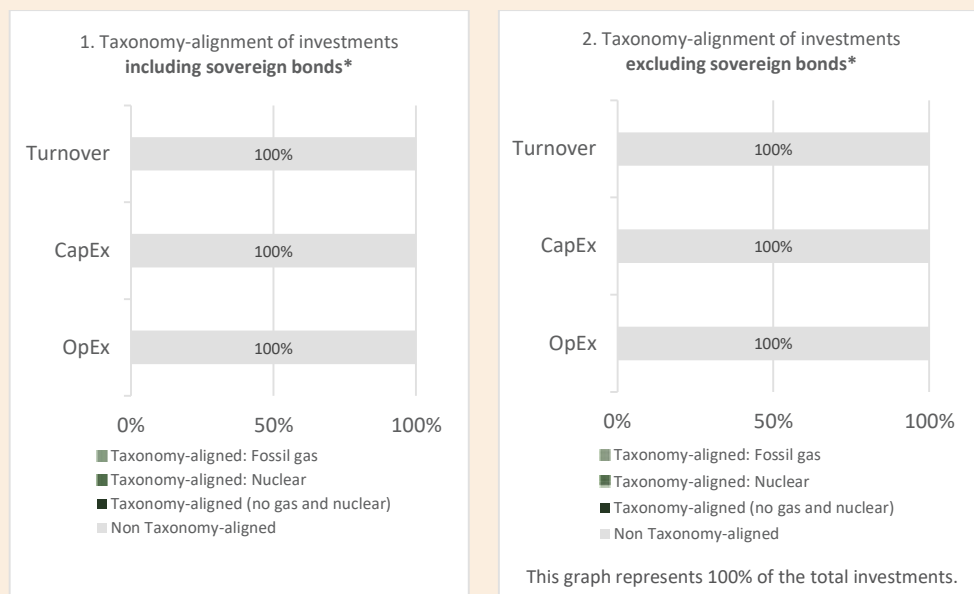 1. Taxonomy-alignment of investments
including sovereign bonds*
Turnover
100%
CapEx
100%
OpEx
100%
0%
50%
100%
Taxonomy-aligned: Fossil gas
Taxonomy-aligned: Nuclear
Taxonomy-aligned (no gas and nuclear)
Non Taxonomy-aligned
2. Taxonomy-alignment of investments
excluding sovereign bonds*
Turnover
100%
CapEx
100%
OpEx
100%
0%
50%
100%
Taxonomy-aligned: Fossil gas
Taxonomy-aligned: Nuclear
Taxonomy-aligned (no gas and nuclear)
Non Taxonomy-aligned
This graph represents 100% of the total investments.